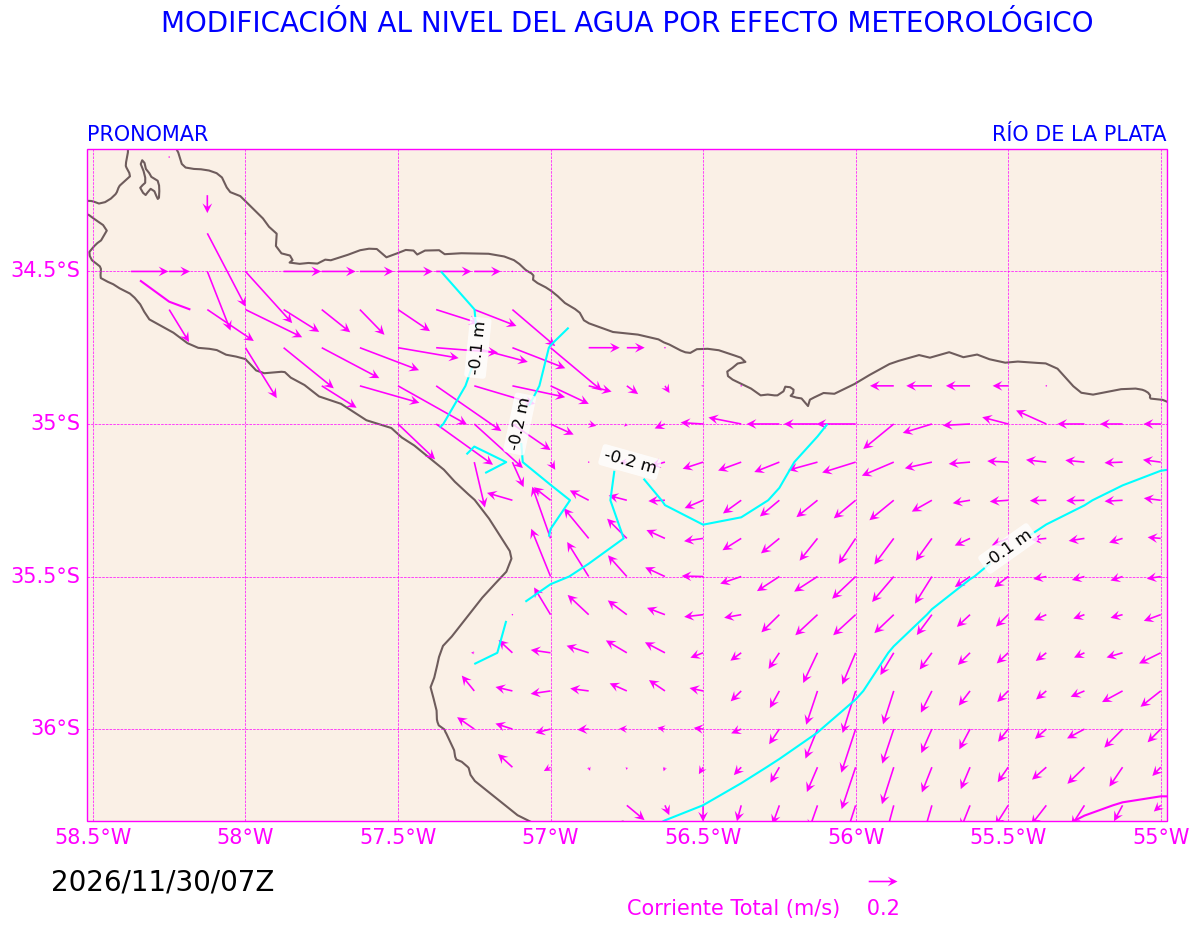 MODIFICACIÓN AL NIVEL DEL AGUA POR EFECTO METEOROLÓGICO
PRONOMAR
RÍO DE LA PLATA
34.5°S
35°S
35.5°S
36°S
-0.1 m
-0.2 m
-0.2 m
-0.1 m
58.5°W
58°W
57.5°W
57°W
56.5°W
56°W
55.5°W
55°W
2026/11/30/07Z
Corriente Total (m/s)
0.2